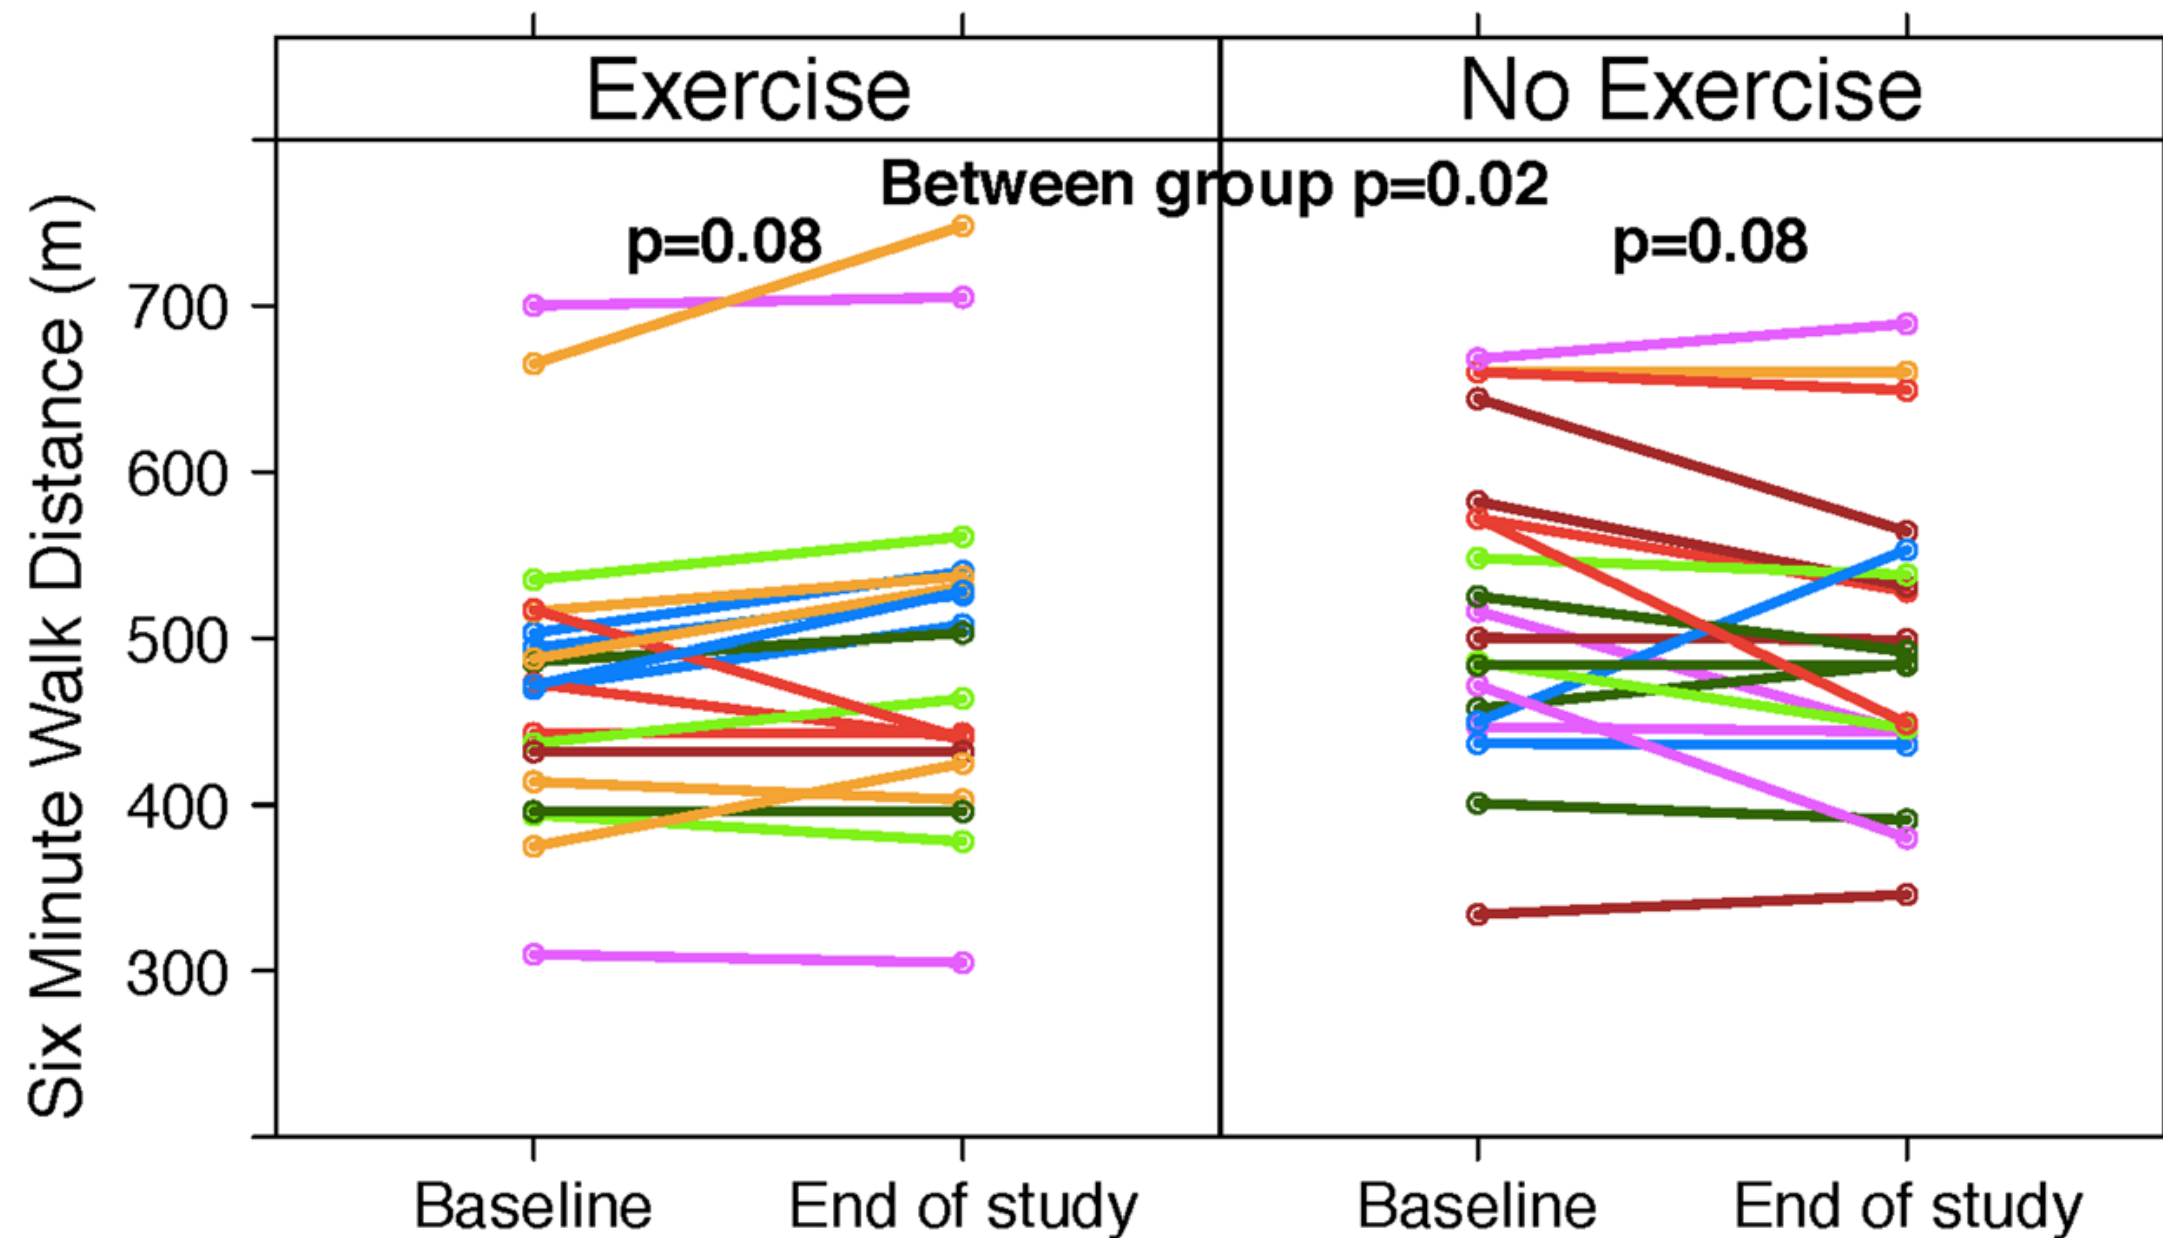 Exercise
No Exercise
Between group p=0.02
p=0.08
p=0.08
Six Minute Walk Distance (m)
700
600
500
400
300
Baseline
End of study
Baseline
End of study